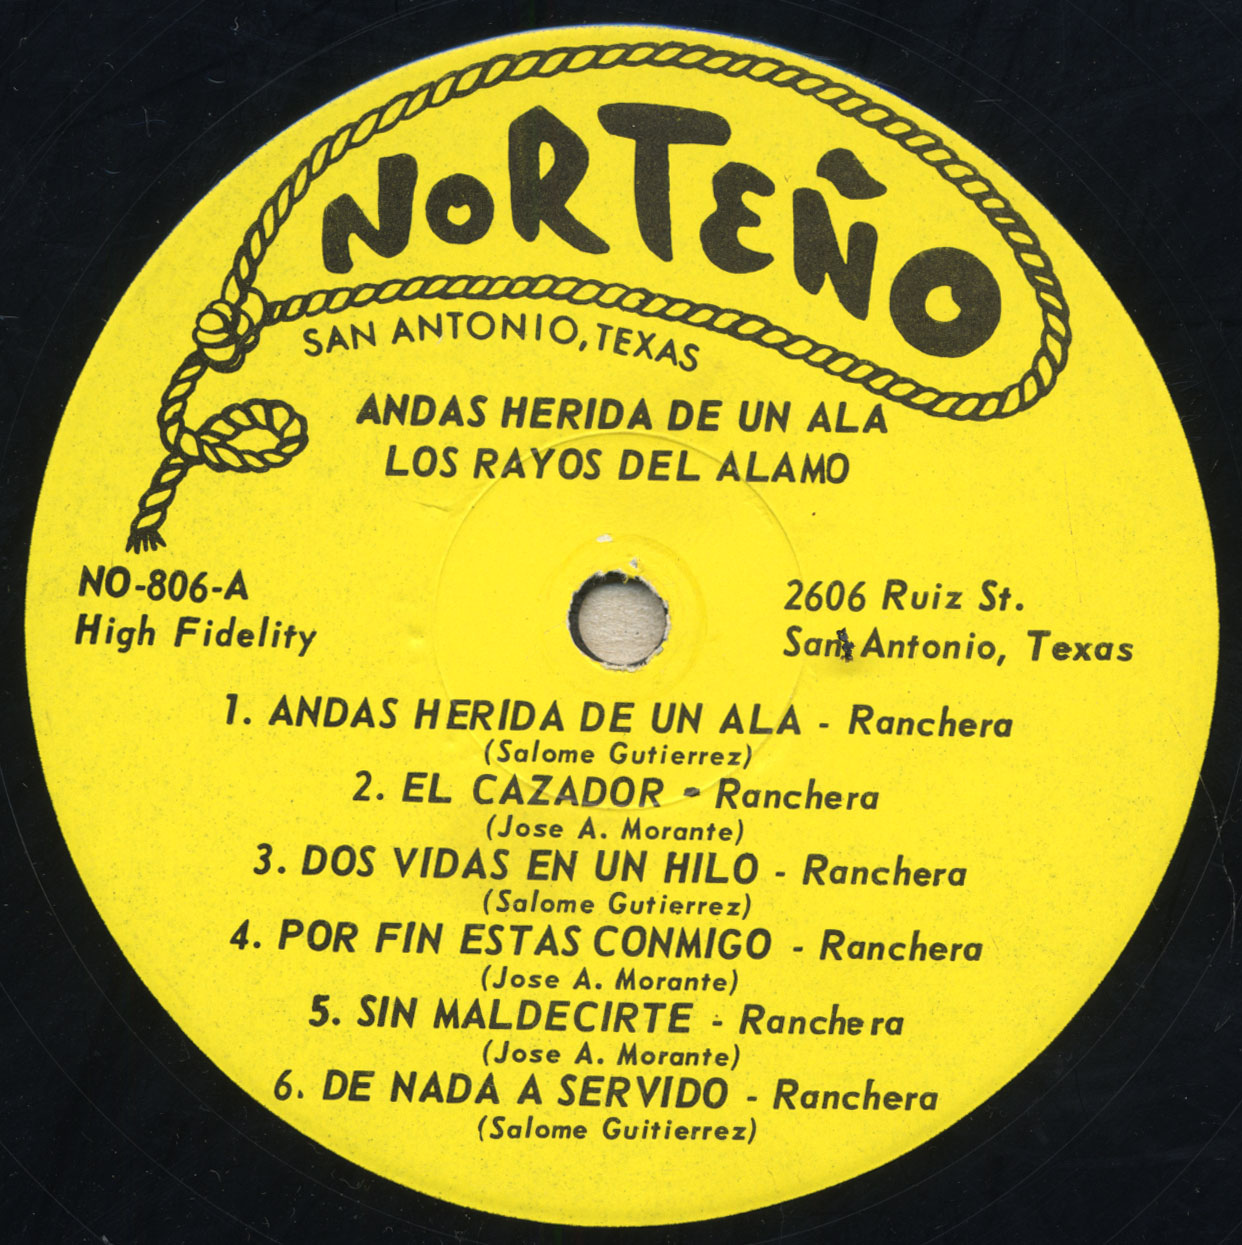 NORTEÑO
SAN ANTONIO, TEXAS
ANDAS HERIDA DE UN ALA
LOS RAYOS DEL ALAMO
NO-806-A
High Fidelity
2606 Ruiz St.
San Antonio, Texas
1. ANDAS HERIDA DE UN ALA - Ranchera
(Salome Gutierrez)
2. EL CAZADOR - Ranchera
(Jose A. Morante)
3. DOS VIDAS EN UN HILO - Ranchera
(Salome Gutierrez)
4. POR FIN ESTAS CONMIGO - Ranchera
(Jose A. Morante)
5. SIN MALDECIRTE - Ranchera
(Jose A. Morante)
6. DE NADA A SERVIDO - Ranchera
(Salome Guitierrez)